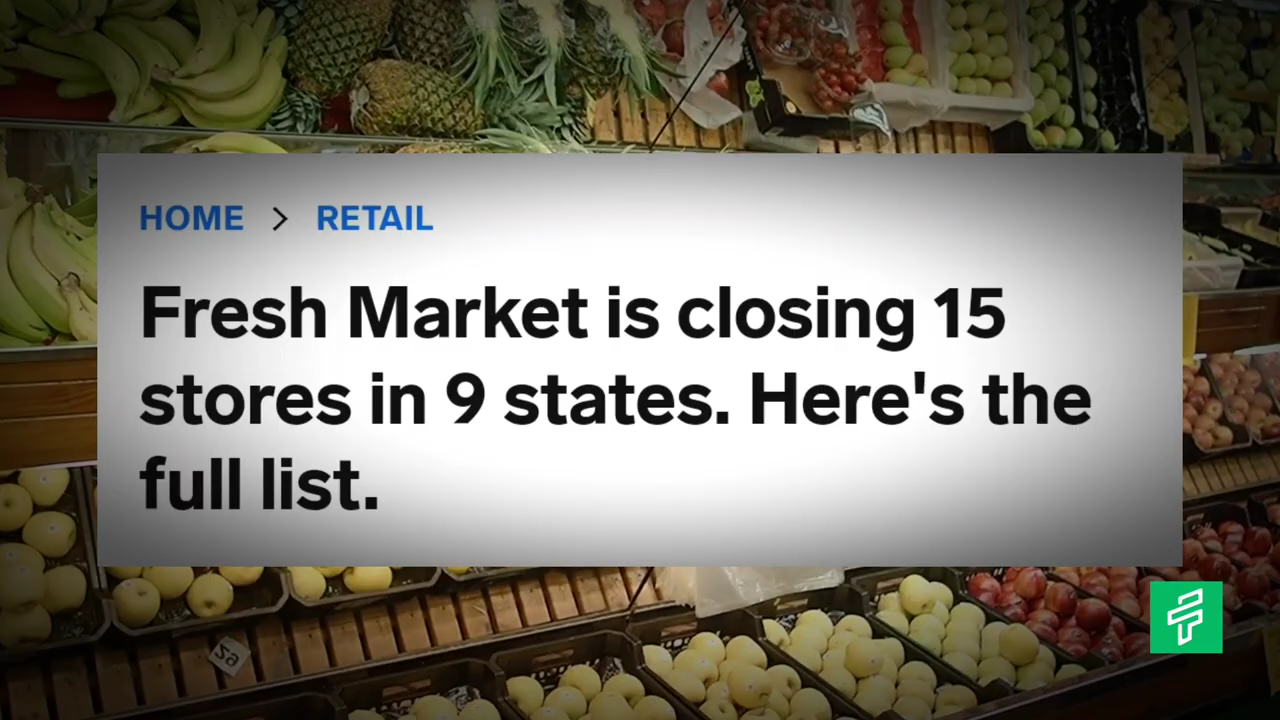 HOME > RETAIL
Fresh Market is closing 15
stores in 9 states. Here's the
full list.